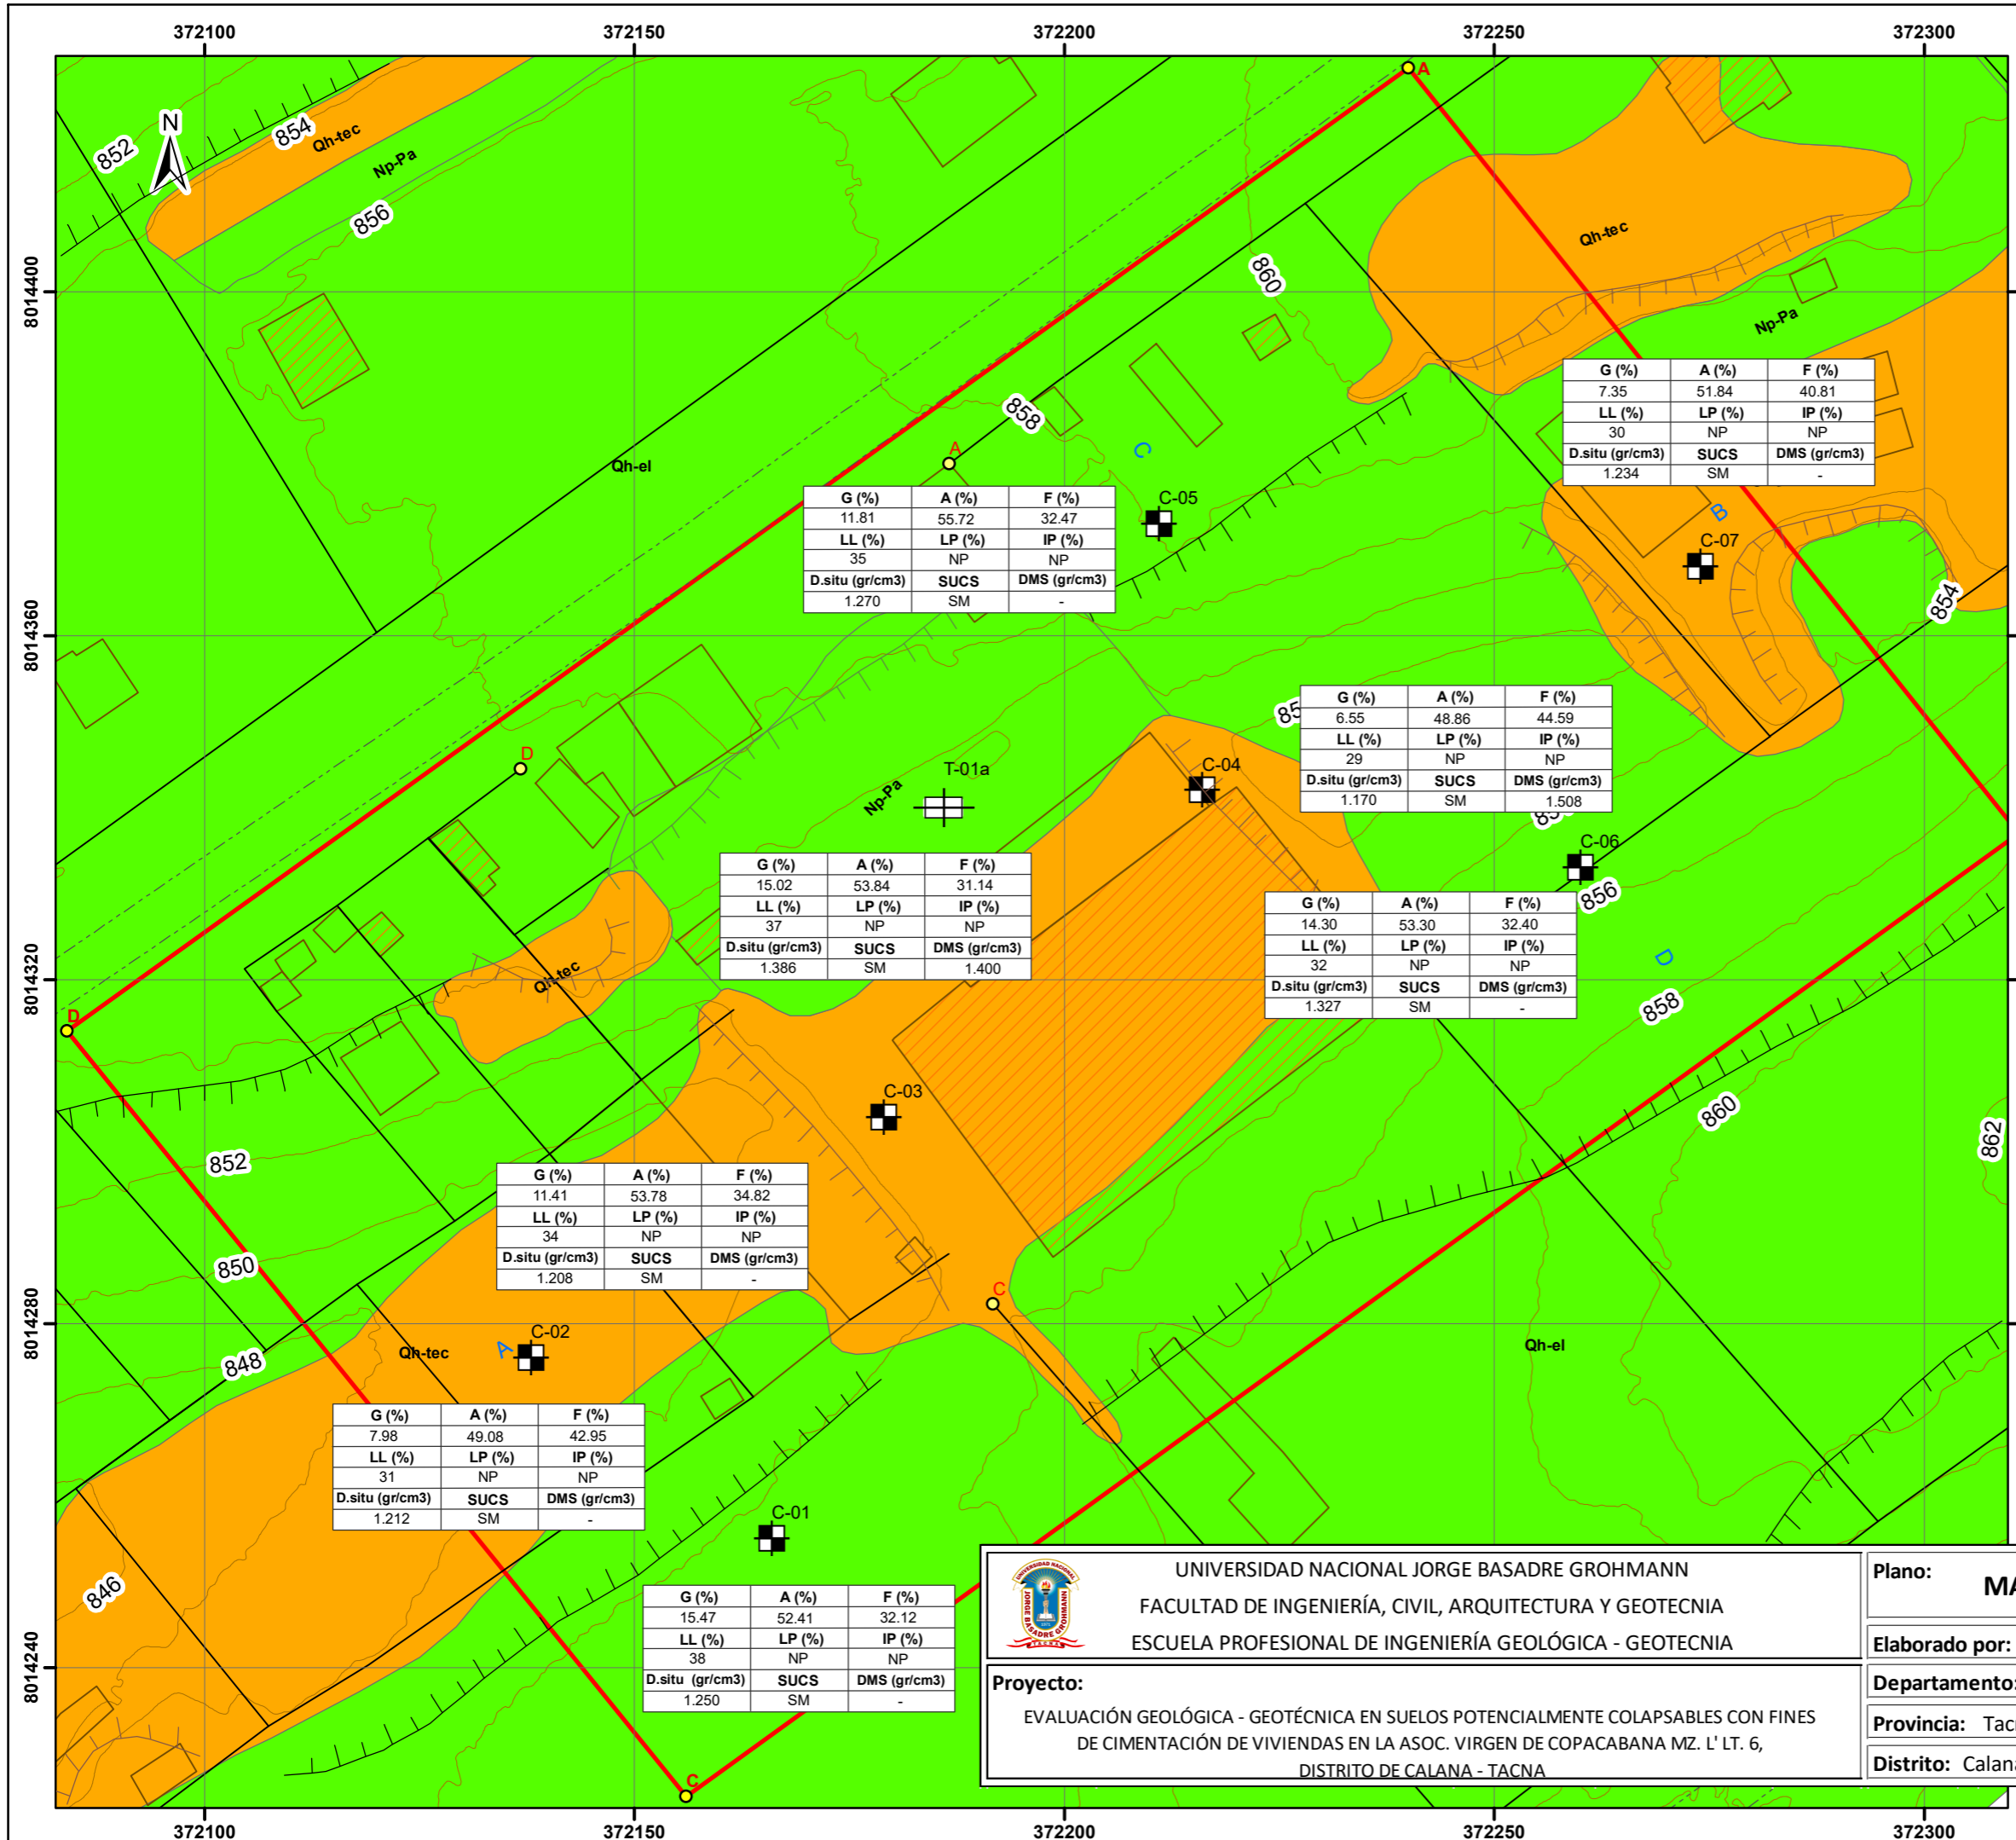 372100 372150 372200 372250 372300
A
N
852
854
Qh-tec
Np-Pa
856
Qh-tec
860
8014400
Np-Pa
G (%) A (%) F (%)
7.35 51.84 40.81
LL (%) LP (%) IP (%)
30 NP NP
D.situ (gr/cm3) SUCS DMS (gr/cm3)
1.234 SM -
858
A
C
Qh-el
G (%) A (%) F (%)
11.81 55.72 32.47
LL (%) LP (%) IP (%)
35 NP NP
D.situ (gr/cm3) SUCS DMS (gr/cm3)
1.270 SM -
C-05
B
C-07
854
8014360
G (%) A (%) F (%)
6.55 48.86 44.59
LL (%) LP (%) IP (%)
29 NP NP
D.situ (gr/cm3) SUCS DMS (gr/cm3)
1.170 SM 1.508
D
T-01a
Np-Pa
C-04
C-06
856
G (%) A (%) F (%)
15.02 53.84 31.14
LL (%) LP (%) IP (%)
37 NP NP
D.situ (gr/cm3) SUCS DMS (gr/cm3)
1.386 SM 1.400
G (%) A (%) F (%)
14.30 53.30 32.40
LL (%) LP (%) IP (%)
32 NP NP
D.situ (gr/cm3) SUCS DMS (gr/cm3)
1.327 SM -
D
858
8014320
Qh-tec
D
C-03
860
862
852
G (%) A (%) F (%)
11.41 53.78 34.82
LL (%) LP (%) IP (%)
34 NP NP
D.situ (gr/cm3) SUCS DMS (gr/cm3)
1.208 SM -
850
C
8014280
848
Qh-tec
A
C-02
Qh-el
G (%) A (%) F (%)
7.98 49.08 42.95
LL (%) LP (%) IP (%)
31 NP NP
D.situ (gr/cm3) SUCS DMS (gr/cm3)
1.212 SM -
C-01
846
G (%) A (%) F (%)
15.47 52.41 32.12
LL (%) LP (%) IP (%)
38 NP NP
D.situ (gr/cm3) SUCS DMS (gr/cm3)
1.250 SM -
8014240
C
UNIVERSIDAD NACIONAL
JORGE BASADRE GROHMANN
TACNA
UNIVERSIDAD NACIONAL JORGE BASADRE GROHMANN
FACULTAD DE INGENIERÍA, CIVIL, ARQUITECTURA Y GEOTECNIA
ESCUELA PROFESIONAL DE INGENIERÍA GEOLÓGICA - GEOTECNIA
Proyecto:
EVALUACIÓN GEOLÓGICA - GEOTÉCNICA EN SUELOS POTENCIALMENTE COLAPSABLES CON FINES
DE CIMENTACIÓN DE VIVIENDAS EN LA ASOC. VIRGEN DE COPACABANA MZ. L' LT. 6,
DISTRITO DE CALANA - TACNA
Plano:
Elaborado por:
Departamento:
Provincia:
Distrito: Calana
372100 372150 372200 372250 372300